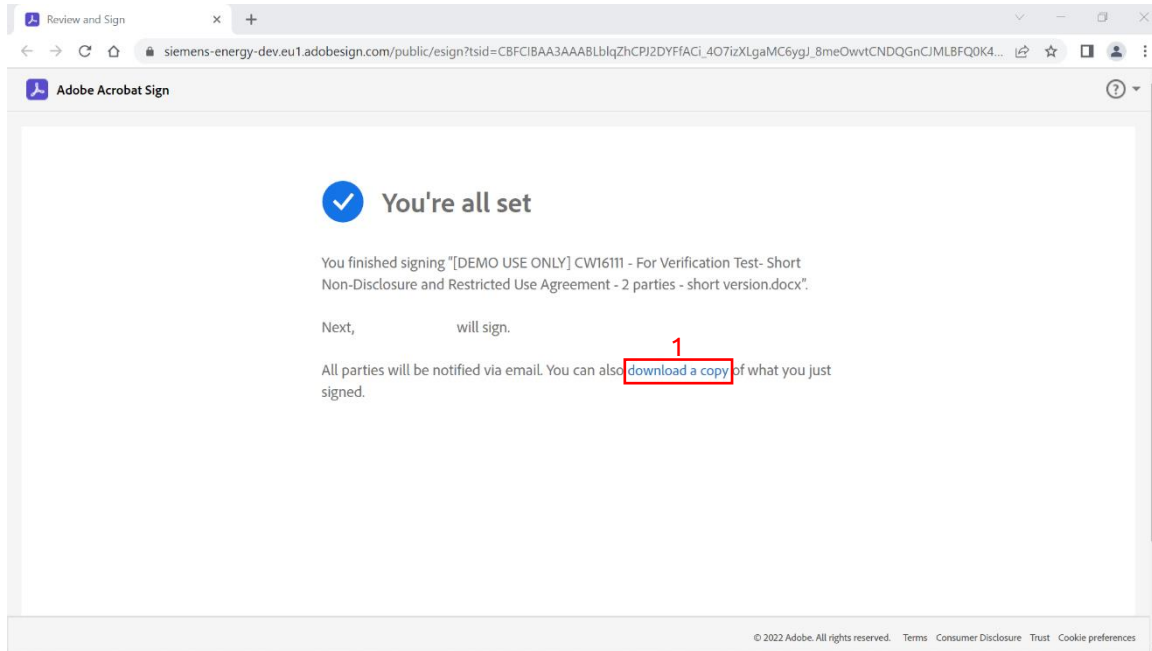 Review and Sign
siemens-energy-dev.eu1.adobesign.com/public/esign?tsid=CBFCIBAA3AAABLblqZhCPJ2DYFfACi_4O7izXLgaMC6ygJ_8meOwvtCNDQGnCJMLBFQ0K4...
Adobe Acrobat Sign
You're all set
You finished signing "[DEMO USE ONLY] CW16111 - For Verification Test- Short
Non-Disclosure and Restricted Use Agreement - 2 parties - short version.docx".
Next, will sign.
1
All parties will be notified via email. You can also download a copy of what you just
signed.
© 2022 Adobe. All rights reserved. Terms Consumer Disclosure Trust Cookie preferences